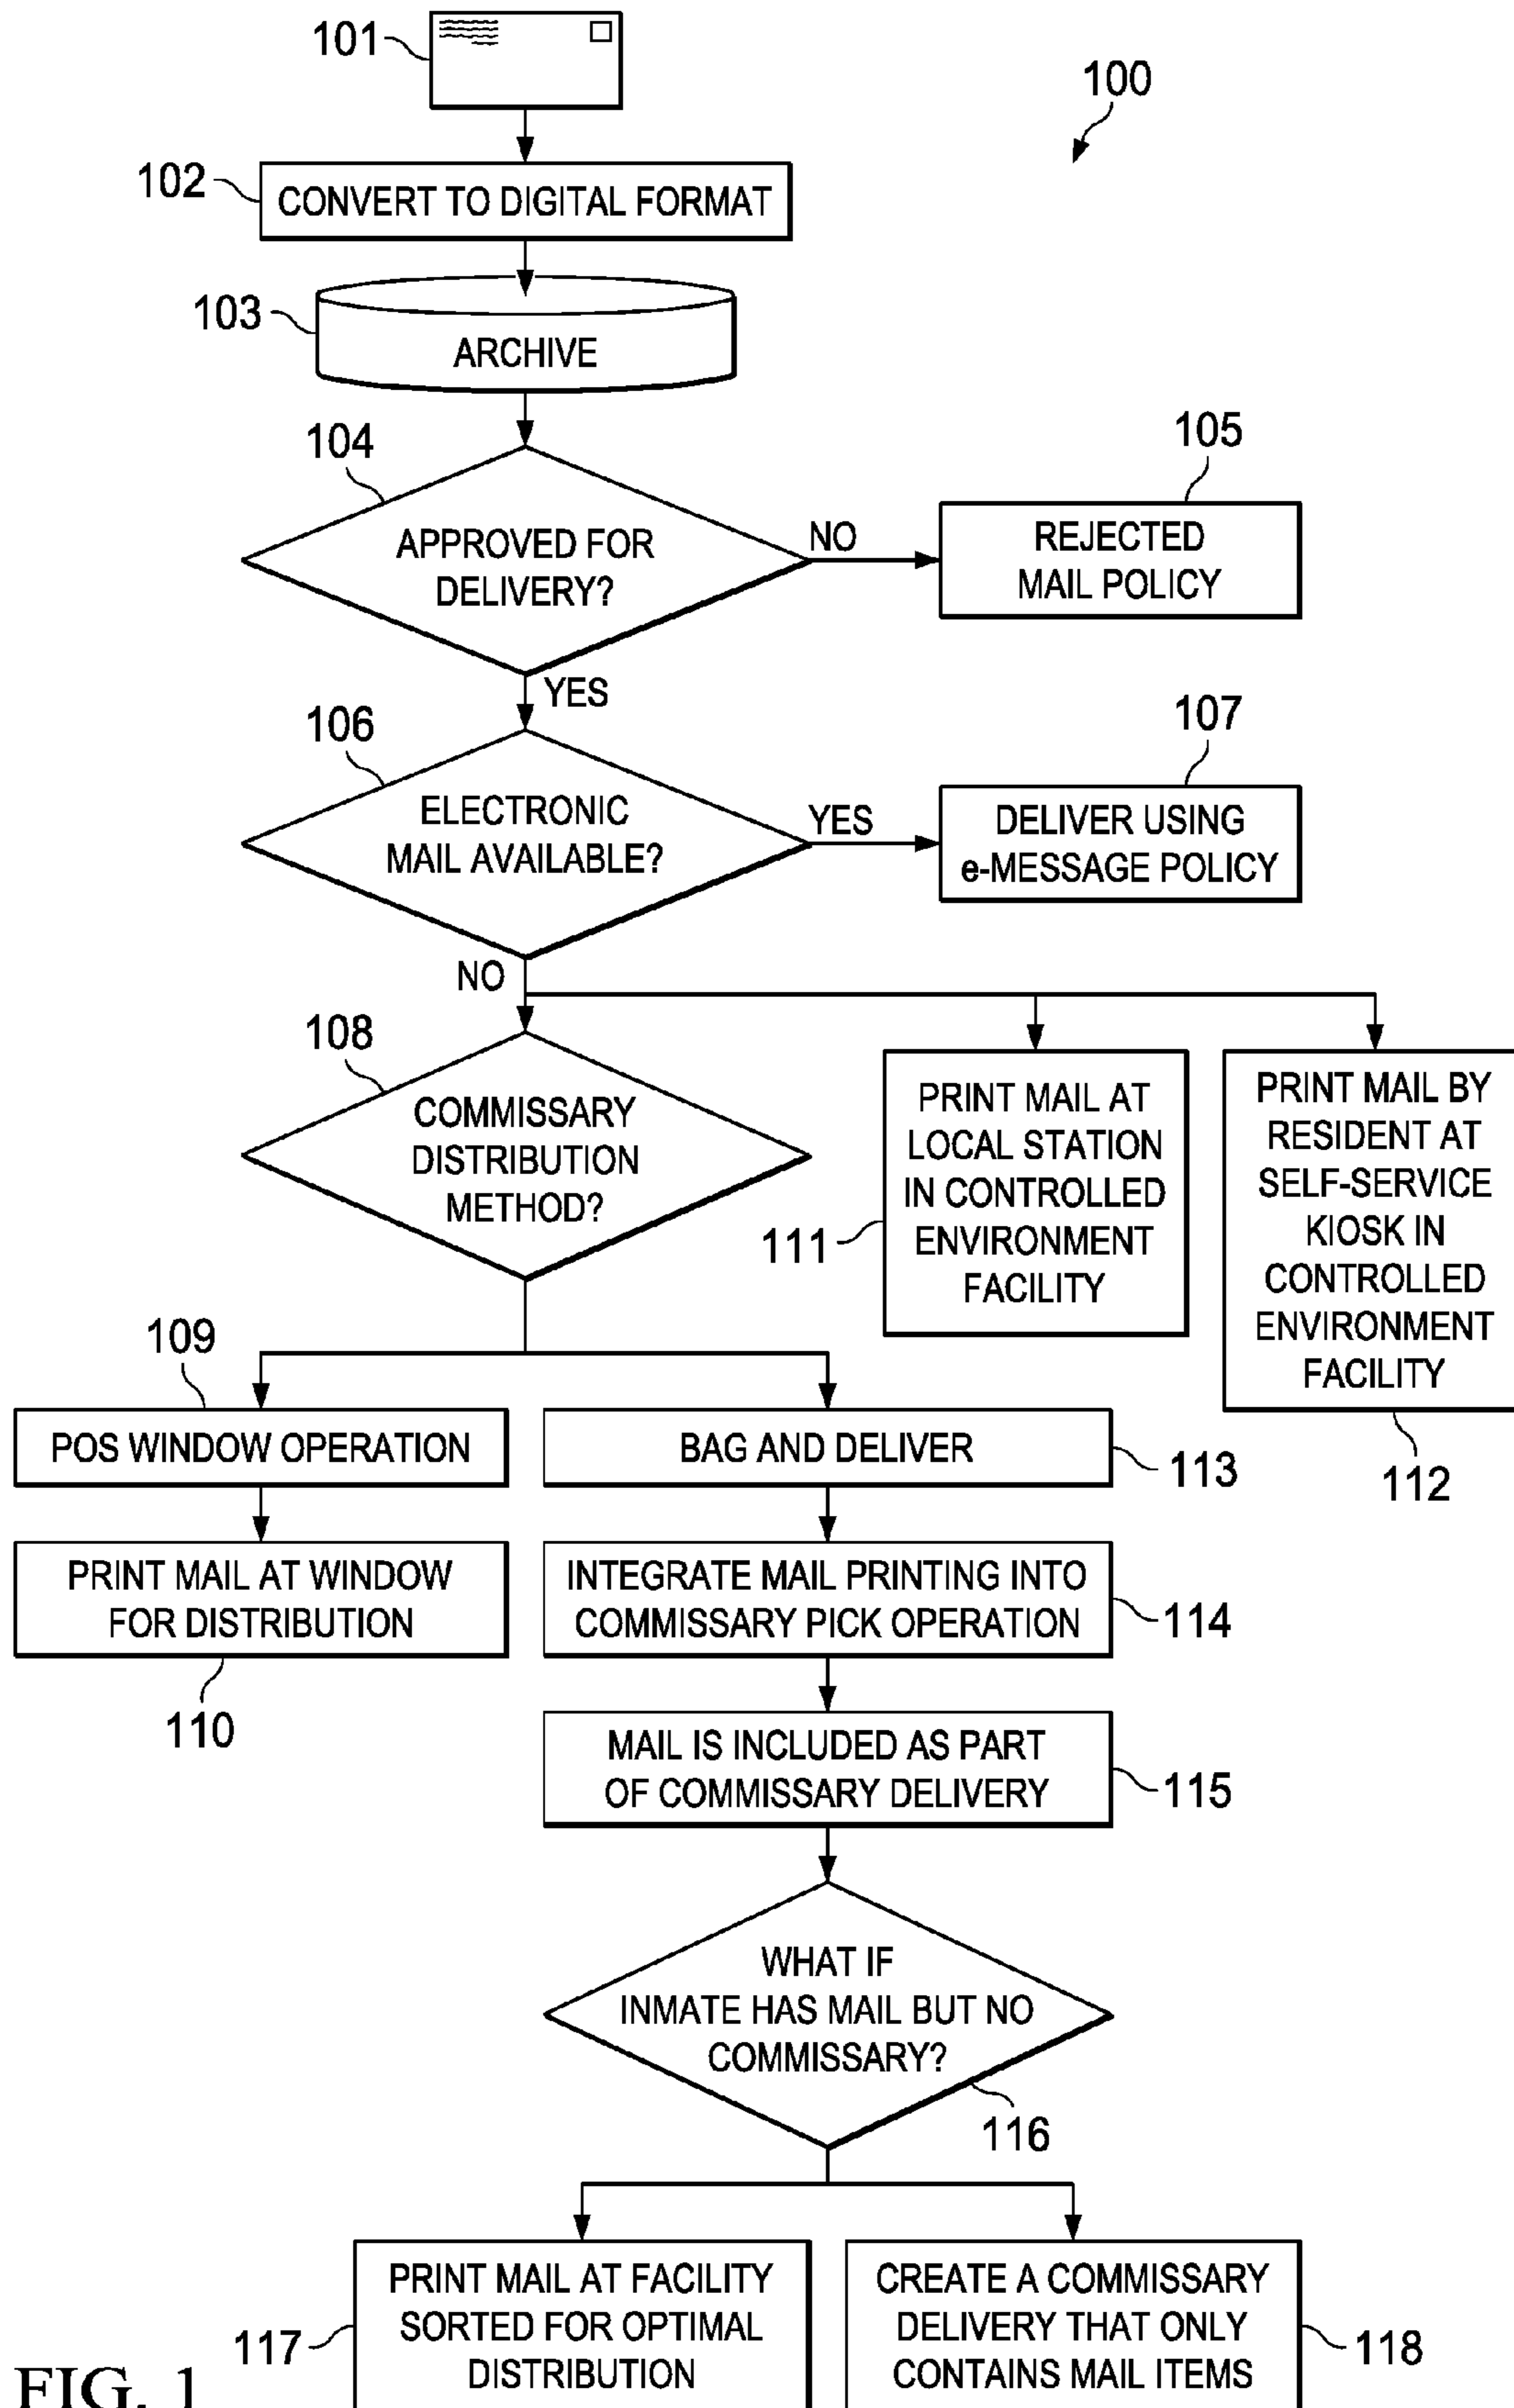 101
100
102
CONVERT TO DIGITAL FORMAT
103
ARCHIVE
104
APPROVED FOR
DELIVERY?
NO
105
REJECTED
MAIL POLICY
YES
106
ELECTRONIC
MAIL AVAILABLE?
YES
107
DELIVER USING
e-MESSAGE POLICY
NO
108
COMMISSARY
DISTRIBUTION
METHOD?
111
PRINT MAIL AT
LOCAL STATION
IN CONTROLLED
ENVIRONMENT
FACILITY
PRINT MAIL BY
RESIDENT AT
SELF-SERVICE
KIOSK IN
CONTROLLED
ENVIRONMENT
FACILITY
112
109
POS WINDOW OPERATION
PRINT MAIL AT WINDOW
FOR DISTRIBUTION
110
BAG AND DELIVER
113
INTEGRATE MAIL PRINTING INTO
COMMISSARY PICK OPERATION
114
MAIL IS INCLUDED AS PART
OF COMMISSARY DELIVERY
115
WHAT IF
INMATE HAS MAIL BUT NO
COMMISSARY?
116
117
PRINT MAIL AT FACILITY
SORTED FOR OPTIMAL
DISTRIBUTION
CREATE A COMMISSARY
DELIVERY THAT ONLY
CONTAINS MAIL ITEMS
118
FIG. 1